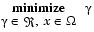 minimize γ
γ ∈ ℜ, x ∈ Ω